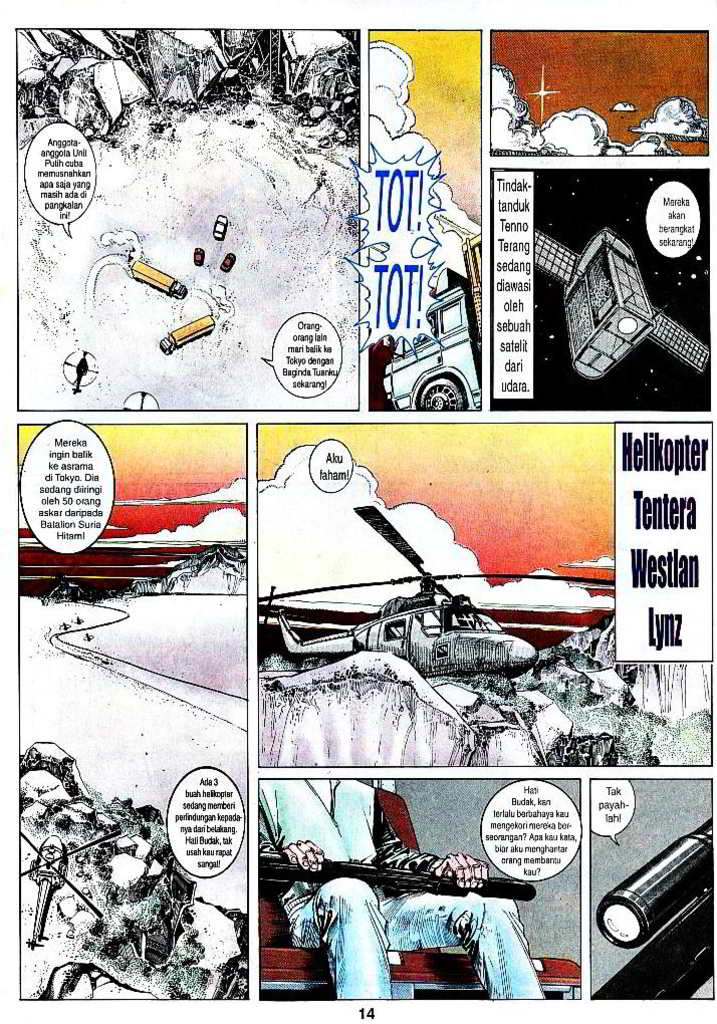 Anggota-
anggota Unit
Putih cuba
memusnahkan
apa saja yang
masih ada di
pangkalan
ini!
Orang-
orang lain
mari balik ke
Tokyo dengan
Baginda Tuanku
sekarang!
TOT!
TOT!
Tindak-
tanduk
Tenno
Terang
sedang
diawasi
oleh
sebuah
satelit
dari
udara.
Mereka
akan
berangkat
sekarang!
Mereka
ingin balik
ke asrama
di Tokyo. Dia
sedang diiringi
oleh 50 orang
askar daripada
Batalion Suria
Hitam!
Ada 3
buah helikopter
sedang memberi
perlindungan kepada-
nya dari belakang.
Hati Budak, tak
usah kau rapat
sangat!
Aku
faham!
Helikopter
Tentera
Westlan
Lynz
Hati
Budak, kan
terlalu berbahaya kau
mengekori mereka ber-
seorangan? Apa kau kata,
biar aku menghantar
orang membantu
kau?
Tak
payah-
lah!
14